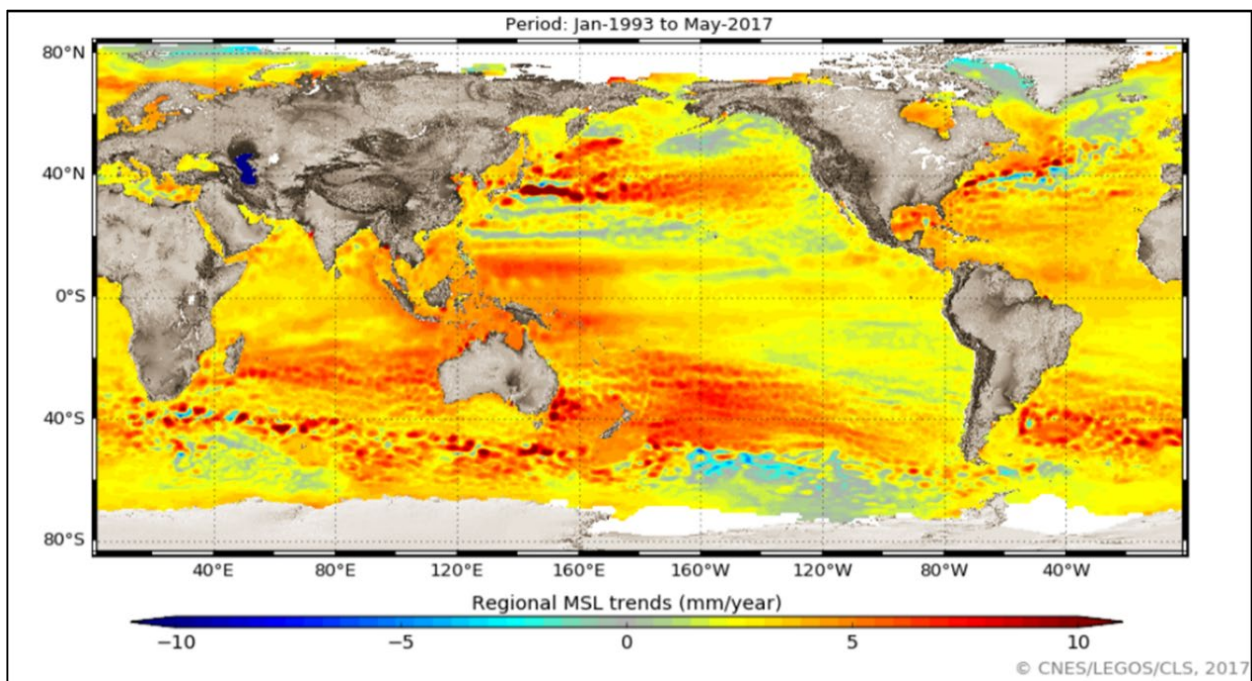 Period: Jan-1993 to May-2017
80°N
40°N
0°S
40°S
80°S
40°E 80°E 120°E 160°E 160°W 120°W 80°W 40°W
Regional MSL trends (mm/year)
−10 −5 0 5 10
© CNES/LEGOS/CLS, 2017